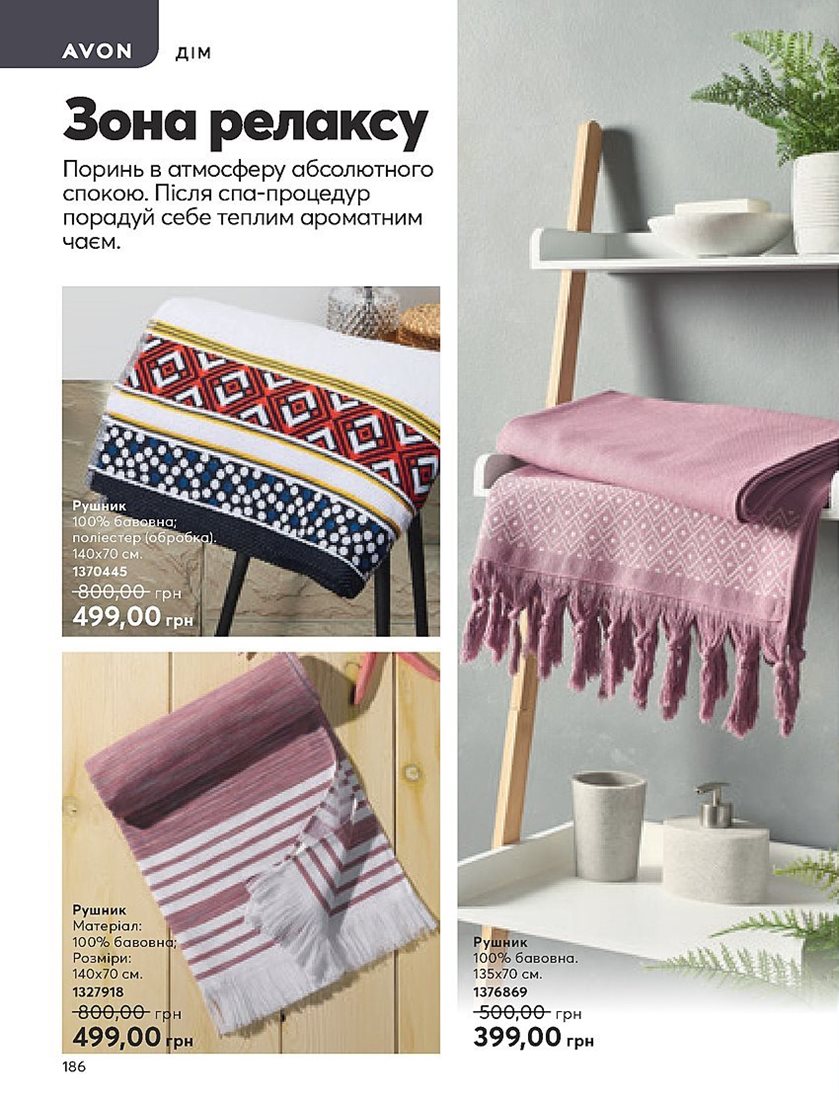 AVON ДІМ
Зона релаксу
Поринь в атмосферу абсолютного
спокою. Після спа-процедур
порадуй себе теплим ароматним
чаєм.
Рушник
100% бавовна;
поліестер (обробка).
140х70 см.
1370445
800,00 грн
499,00 грн
Рушник
Матеріал:
100% бавовна;
Розміри:
140х70 см.
1327918
800,00 грн
499,00 грн
Рушник
100% бавовна.
135х70 см.
1376869
500,00 грн
399,00 грн
186